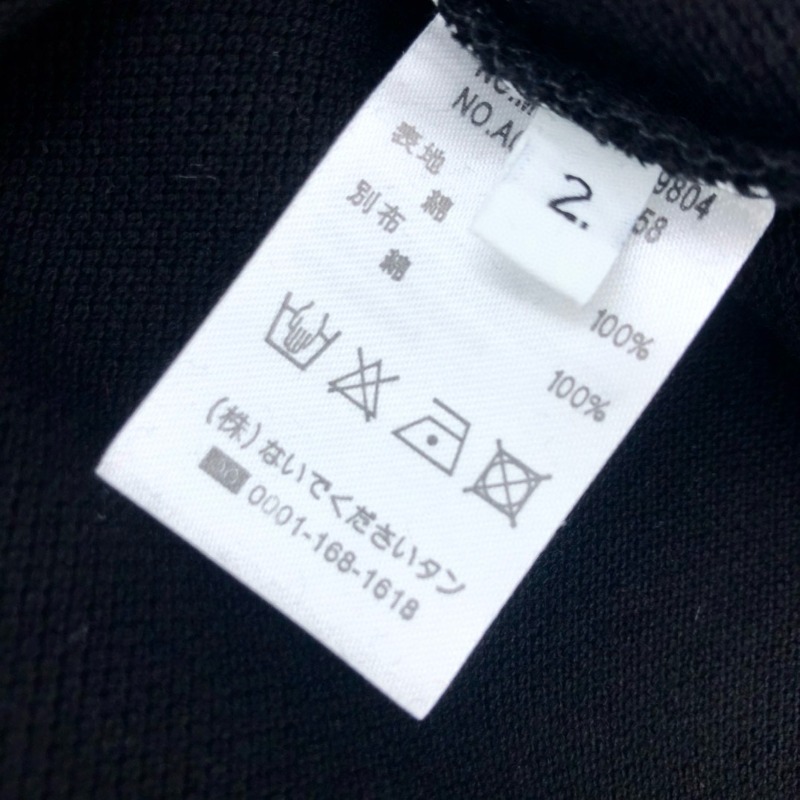 NO.A
2.
9804
58
表地
綿 100%
別布
綿 100%
(株)ないでくださいタン
0001-168-1618